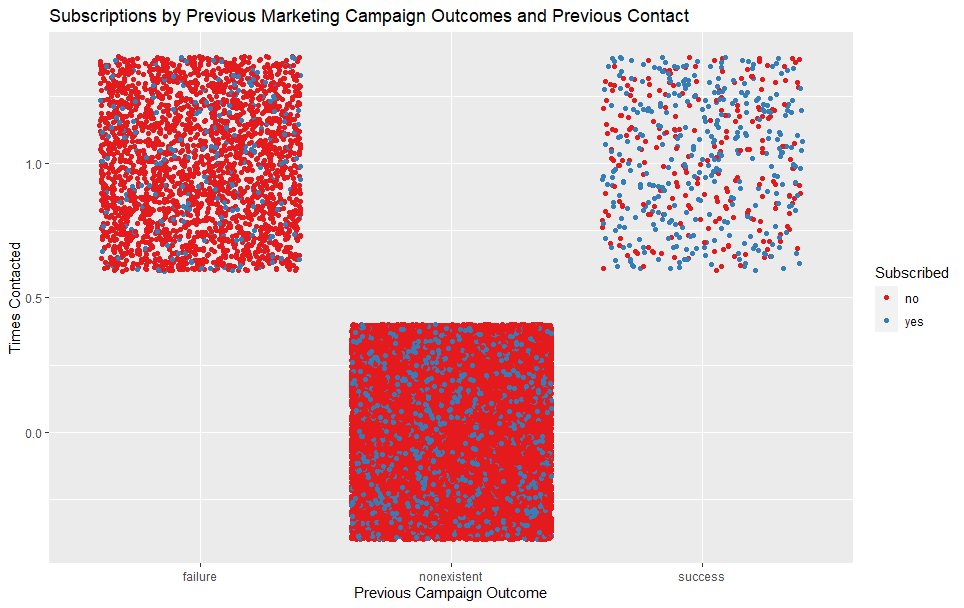 Subscriptions by Previous Marketing Campaign Outcomes and Previous Contact
Times Contacted
1.0
0.5
0.0
failure
nonexistent
success
Previous Campaign Outcome
Subscribed
no
yes